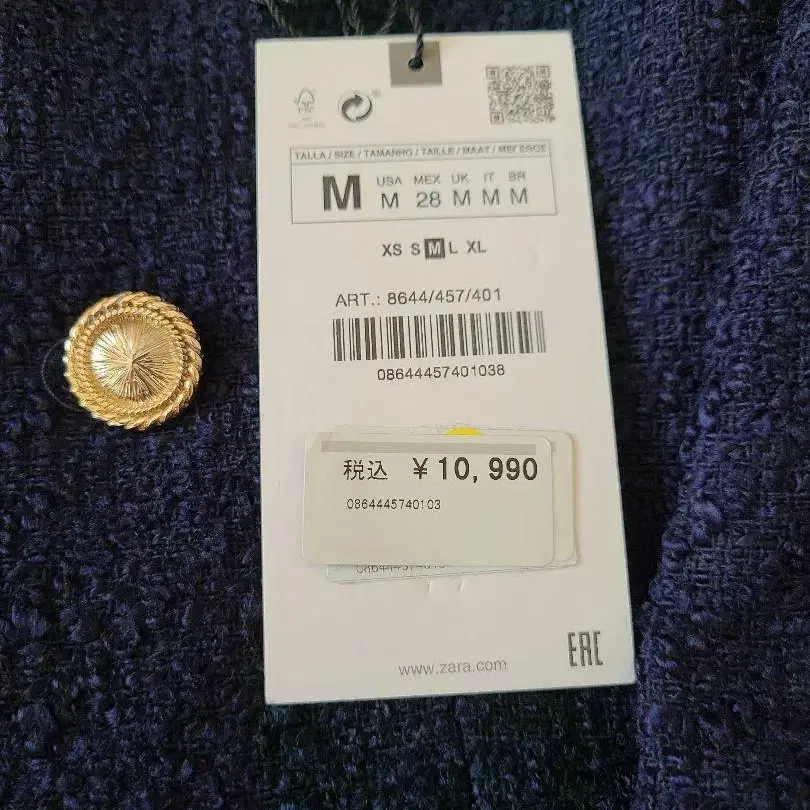 TALLA / SIZE / TAMANHO / TAILLE / MAAT / ΜΕΓΕΘΟΣ
M
USA MEX UK IT BR
M 28 M M M
XS S M L XL
ART.: 8644/457/401
08644457401038
税込 ¥10,990
0864445740103
www.zara.com
EAC